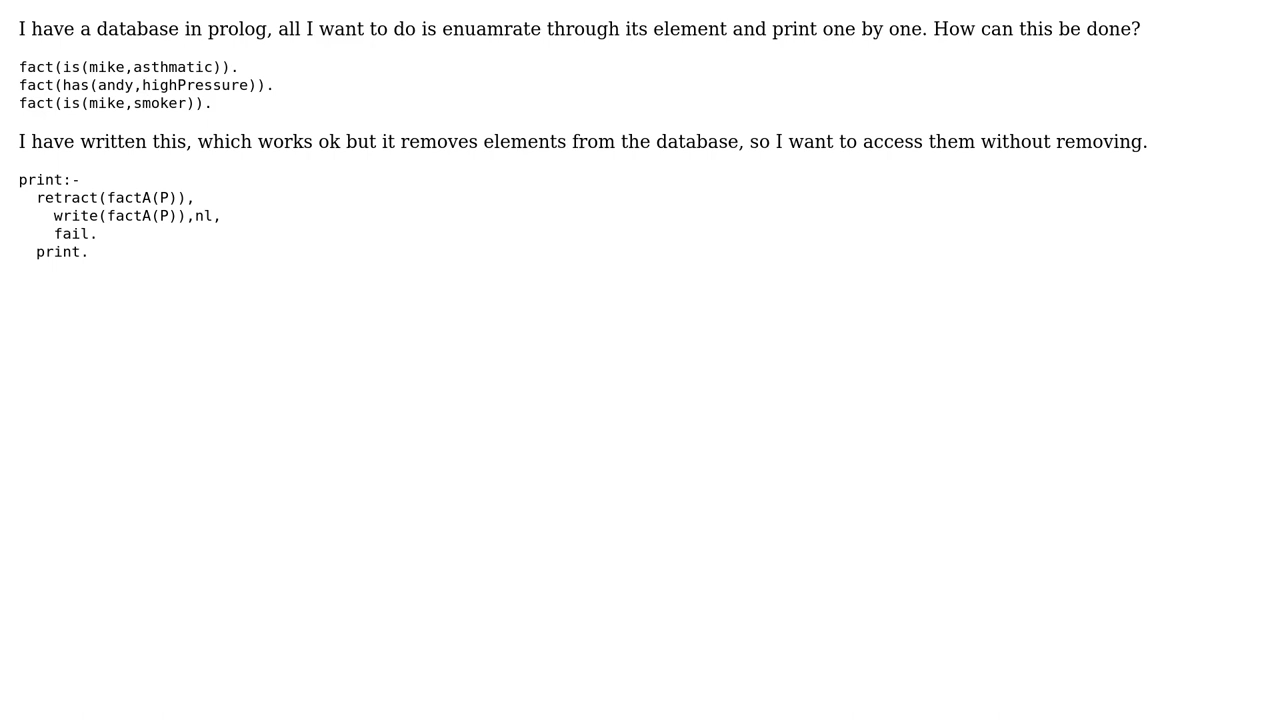 I have a database in prolog, all I want to do is enuamrate through its element and print one by one. How can this be done?
fact(is(mike,asthmatic)).
fact(has(andy,highPressure)).
fact(is(mike,smoker)).
I have written this, which works ok but it removes elements from the database, so I want to access them without removing.
print:-
  retract(factA(P)),
    write(factA(P)),nl,
    fail.
  print.